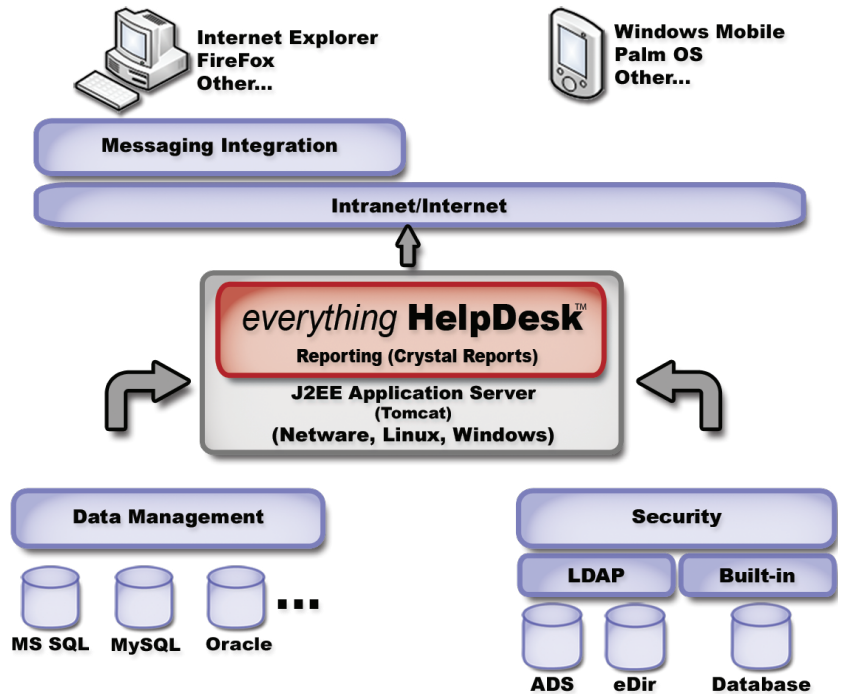 Internet Explorer
FireFox
Other...
Windows Mobile
Palm OS
Other...
Messaging Integration
Intranet/Internet
everything HelpDesk™
Reporting (Crystal Reports)
J2EE Application Server
(Tomcat)
(Netware, Linux, Windows)
Data Management
MS SQL
MySQL
Oracle
...
Security
LDAP
Built-in
ADS
eDir
Database